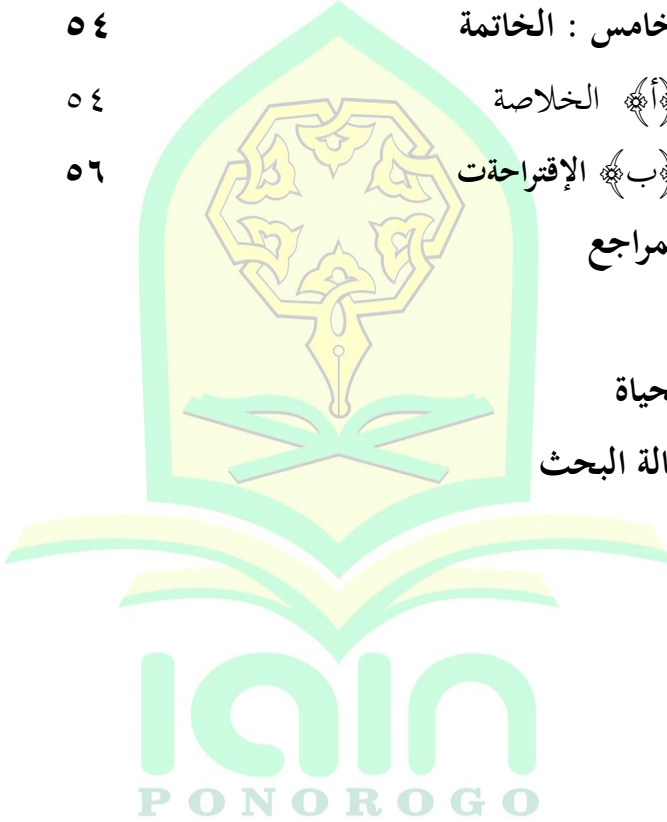 خامس : الخاتمة ٥٤
﴿أ﴾ الخلاصة ٥٤
﴿ب﴾ الإقتراحةت ٥٦
مراجع
حياة
الة البحث
iain
PONOROGO